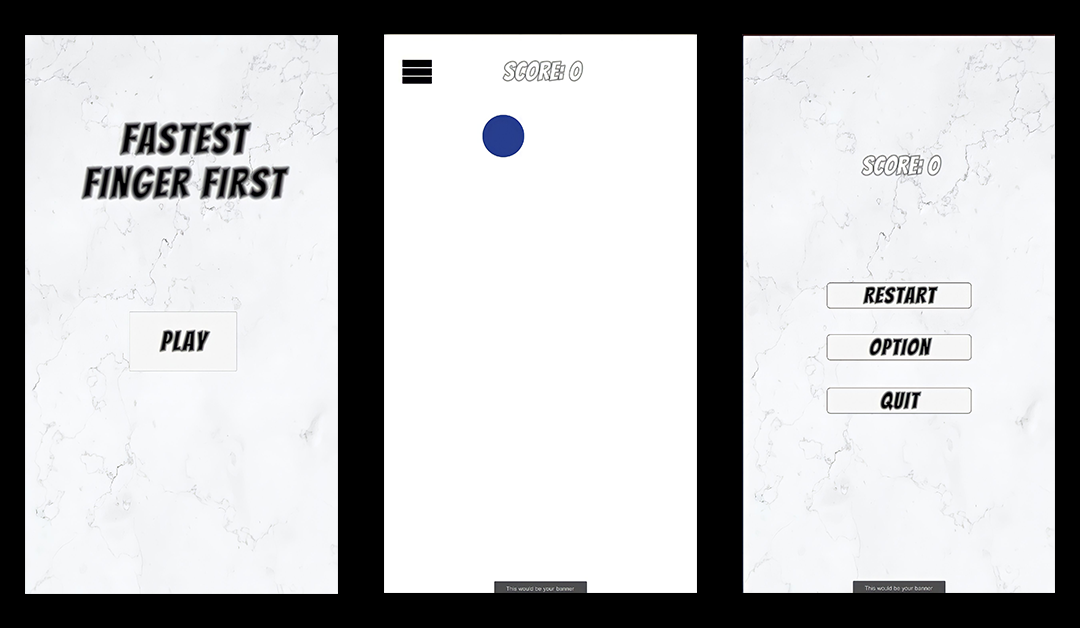 FASTEST
FINGER FIRST
PLAY
SCORE: 0
This would be your banner
SCORE: 0
RESTART
OPTION
QUIT
This would be your banner